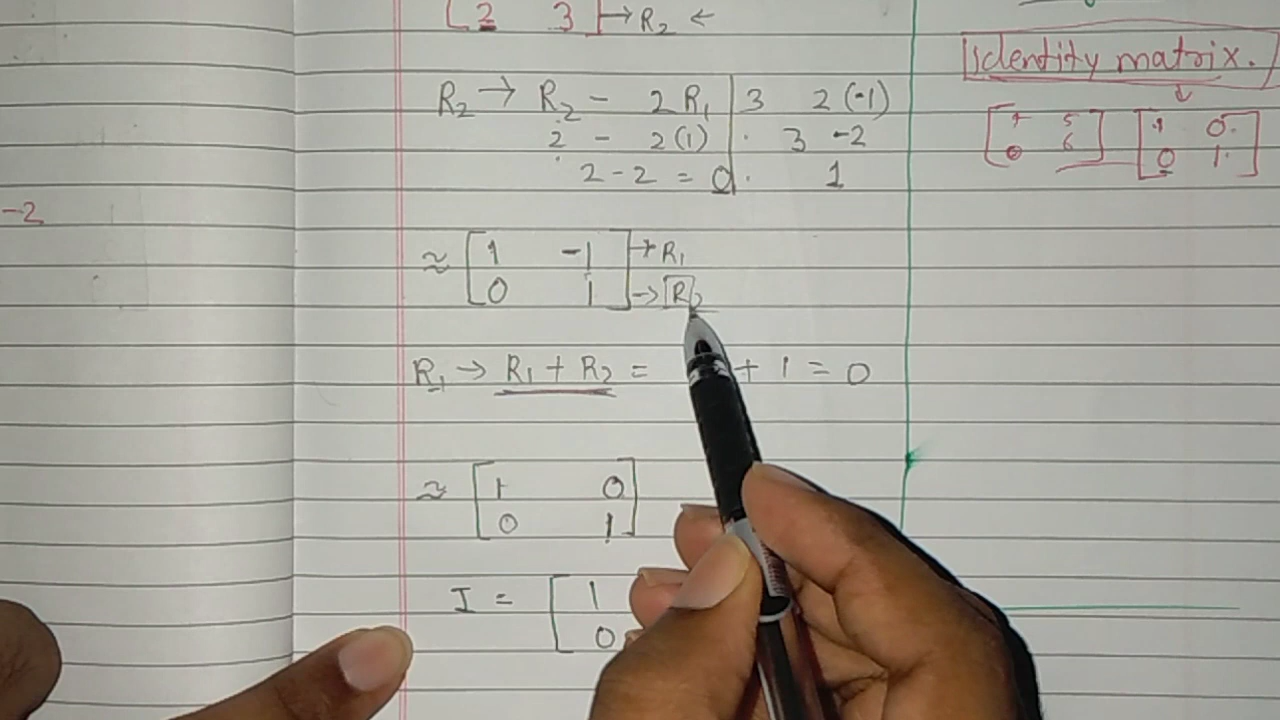 [2 3] → R₂ ←
R₂ → R₂ - 2R₁ | 3 2(-1)
2 - 2(1) | 3 -2
2 - 2 = 0 | 1
≈ [1 -1] → R₁
[0 1] → R₂
R₁ → R₁ + R₂ = + 1 = 0
≈ [1 0]
[0 1]
I = [1
[0
-2
identity matrix.
↓
[ 5] [1 0]
[0 6] [0 1]